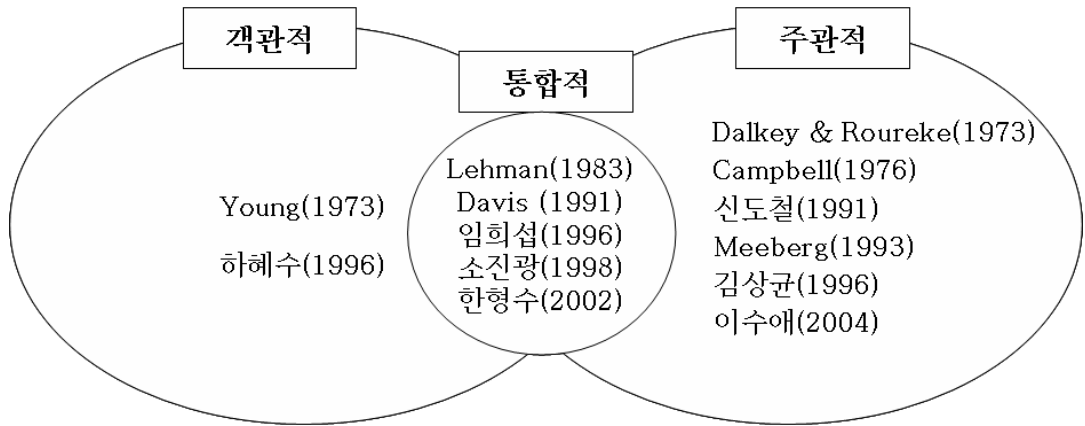 객관적
Young(1973)
하혜수(1996)
통합적
Lehman(1983)
Davis (1991)
임희섭(1996)
소진광(1998)
한형수(2002)
주관적
Dalkey & Roureke(1973)
Campbell(1976)
신도철(1991)
Meeberg(1993)
김상균(1996)
이수애(2004)